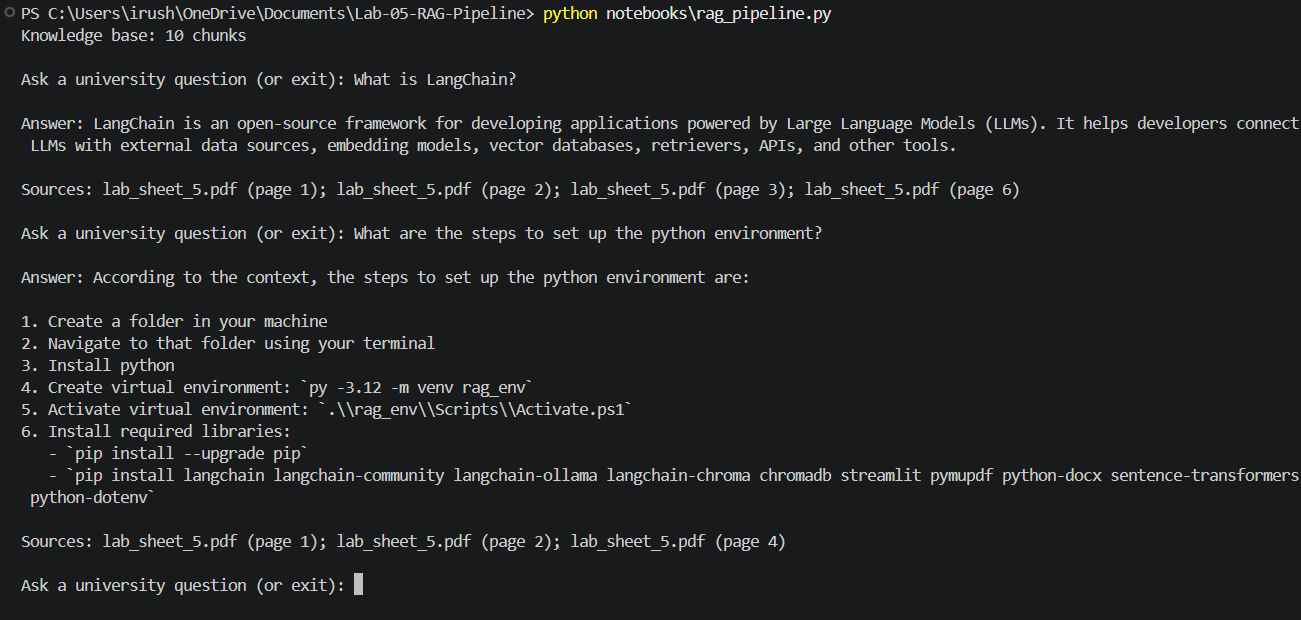 PS C:\Users\irush\OneDrive\Documents\Lab-05-RAG-Pipeline> python notebooks\rag_pipeline.py
Knowledge base: 10 chunks
Ask a university question (or exit): What is LangChain?
Answer: LangChain is an open-source framework for developing applications powered by Large Language Models (LLMs). It helps developers connect
LLMs with external data sources, embedding models, vector databases, retrievers, APIs, and other tools.
Sources: lab_sheet_5.pdf (page 1); lab_sheet_5.pdf (page 2); lab_sheet_5.pdf (page 3); lab_sheet_5.pdf (page 6)
Ask a university question (or exit): What are the steps to set up the python environment?
Answer: According to the context, the steps to set up the python environment are:
1. Create a folder in your machine
2. Navigate to that folder using your terminal
3. Install python
4. Create virtual environment: `py -3.12 -m venv rag_env`
5. Activate virtual environment: `.\\rag_env\\Scripts\\Activate.ps1`
6. Install required libraries:
- `pip install --upgrade pip`
- `pip install langchain langchain-community langchain-ollama langchain-chroma chromadb streamlit pymupdf python-docx sentence-transformers
python-dotenv`
Sources: lab_sheet_5.pdf (page 1); lab_sheet_5.pdf (page 2); lab_sheet_5.pdf (page 4)
Ask a university question (or exit):